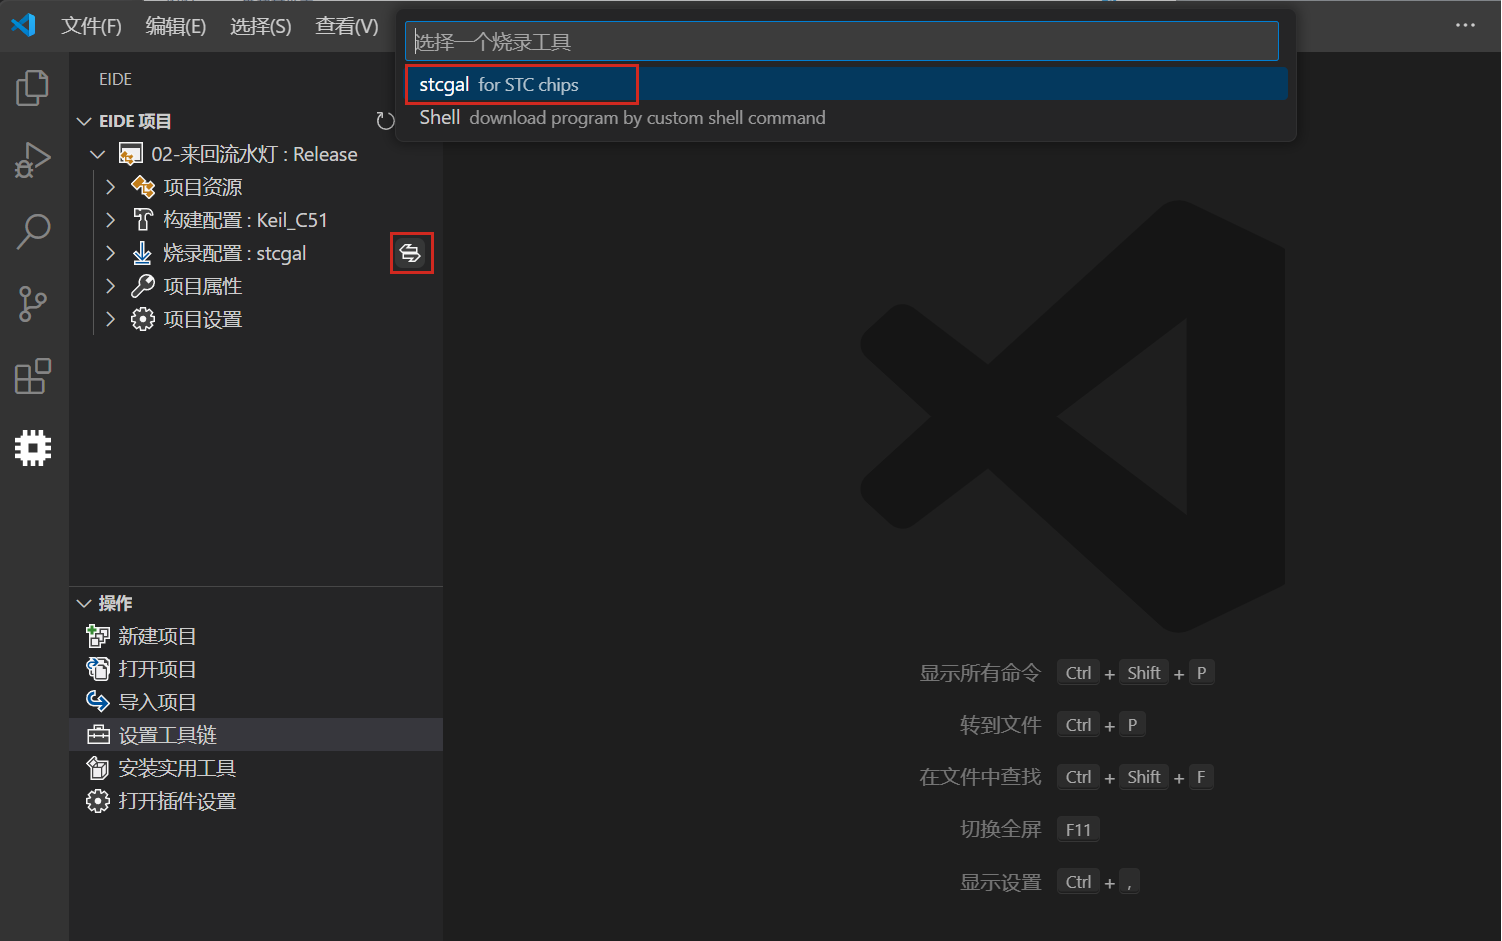 文件(F) 编辑(E) 选择(S) 查看(V)
选择一个烧录工具
stcgal for STC chips
Shell download program by custom shell command
EIDE
EIDE 项目
02-来回流水灯 : Release
项目资源
构建配置 : Keil_C51
烧录配置 : stcgal
项目属性
项目设置
操作
新建项目
打开项目
导入项目
设置工具链
安装实用工具
打开插件设置
显示所有命令 Ctrl + Shift + P
转到文件 Ctrl + P
在文件中查找 Ctrl + Shift + F
切换全屏 F11
显示设置 Ctrl + ,